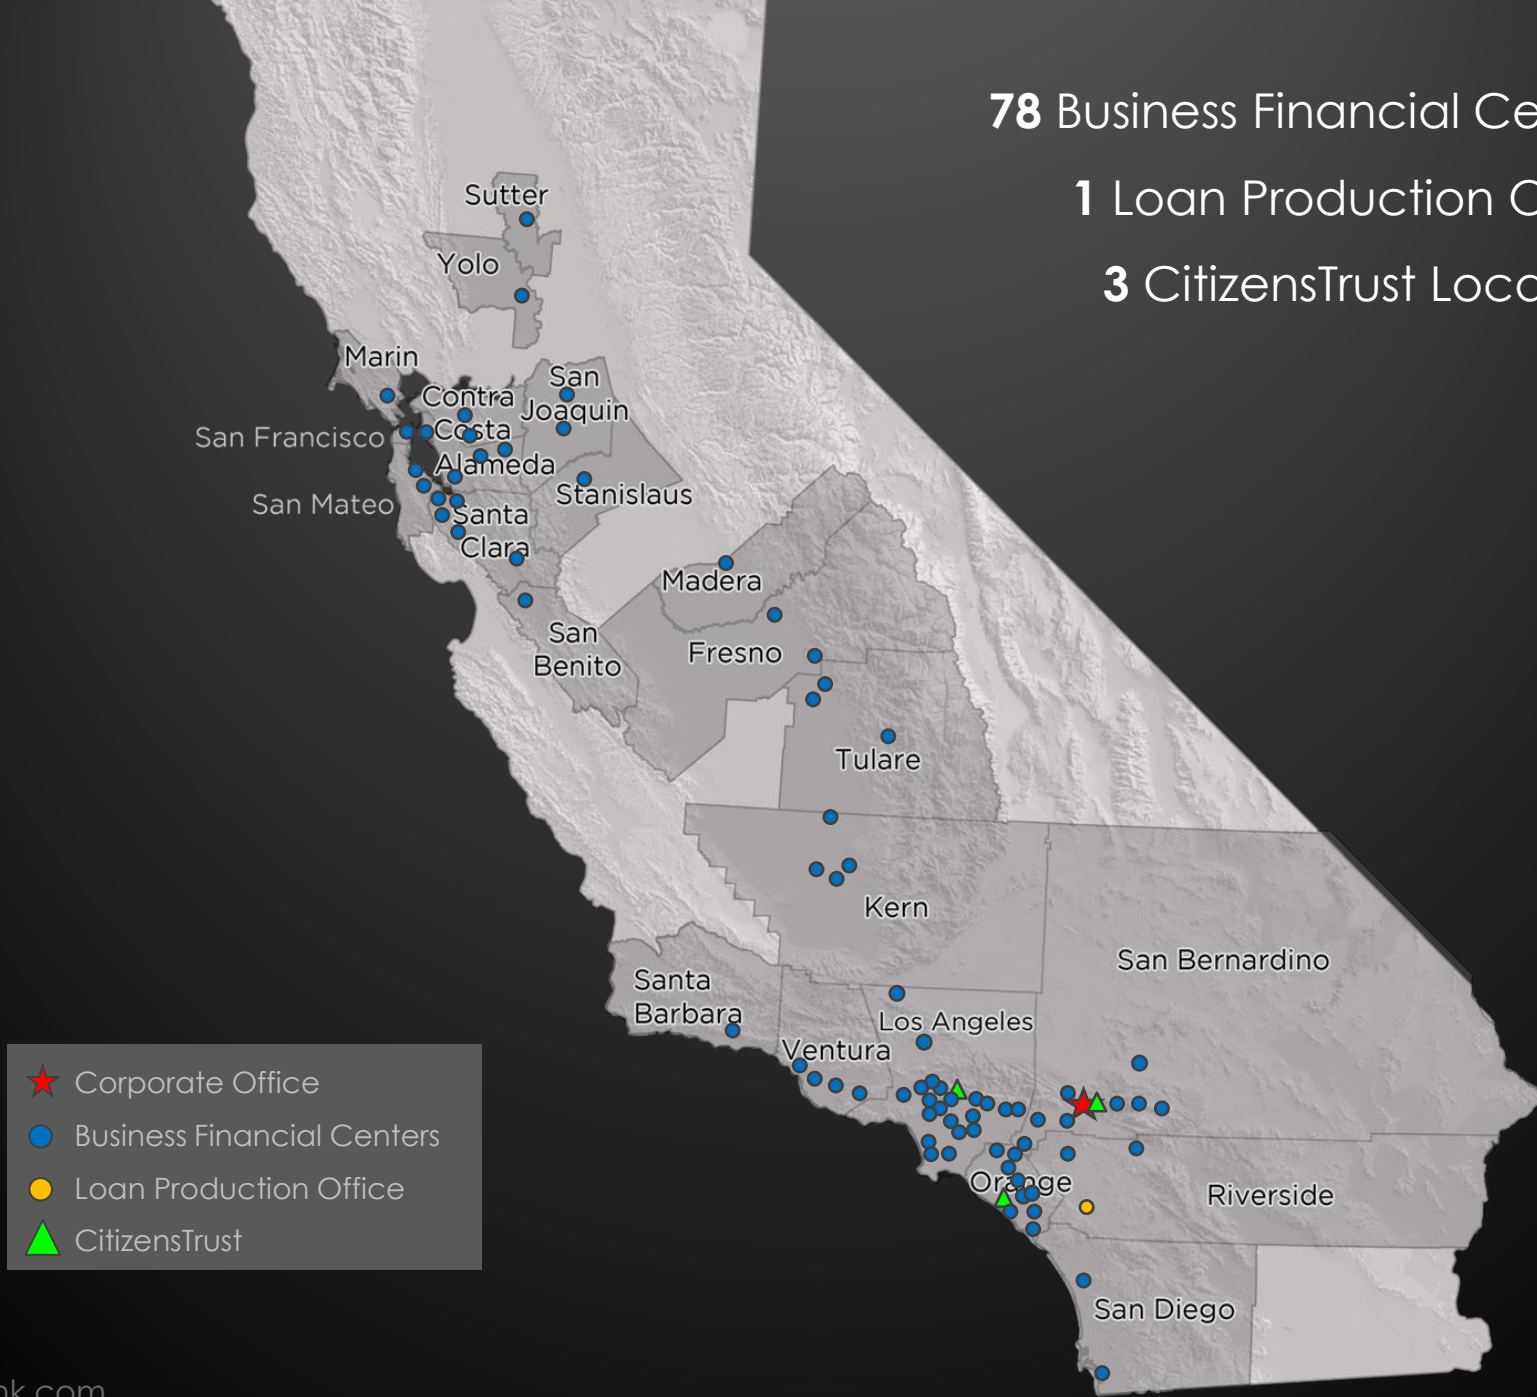 78 Business Financial Ce
1 Loan Production
3 CitizensTrust Loca
Sutter
Yolo
Marin
San
Joaquin
Contra
Costa
San Francisco
Alameda
San Mateo
Stanislaus
Santa
Clara
Madera
San
Benito
Fresno
Tulare
Kern
San Bernardino
Santa
Barbara
Los Angeles
Ventura
Orange
Riverside
San Diego
Corporate Office
Business Financial Centers
Loan Production Office
CitizensTrust
nk.com